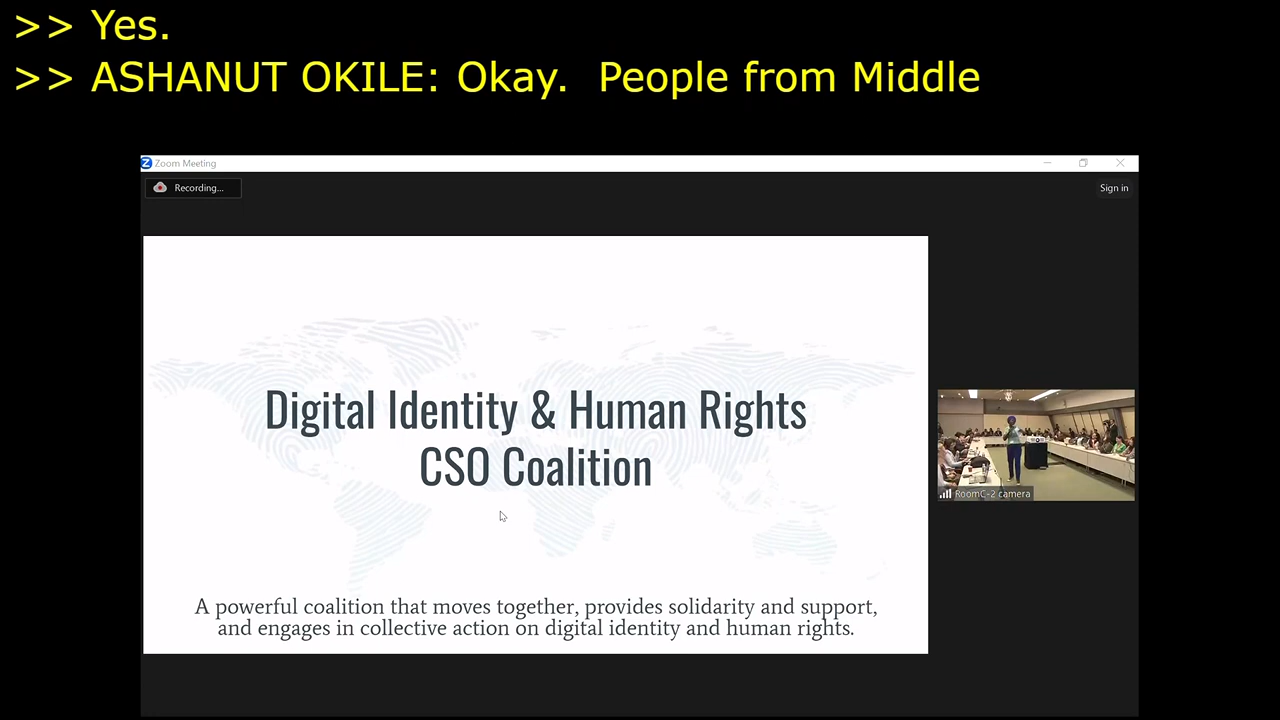 >> Yes.
>> ASHANUT OKILE: Okay.  People from Middle
Zoom Meeting
Recording...
Sign in
Digital Identity & Human Rights
CSO Coalition
RoomC-2 camera
A powerful coalition that moves together, provides solidarity and support,
and engages in collective action on digital identity and human rights.